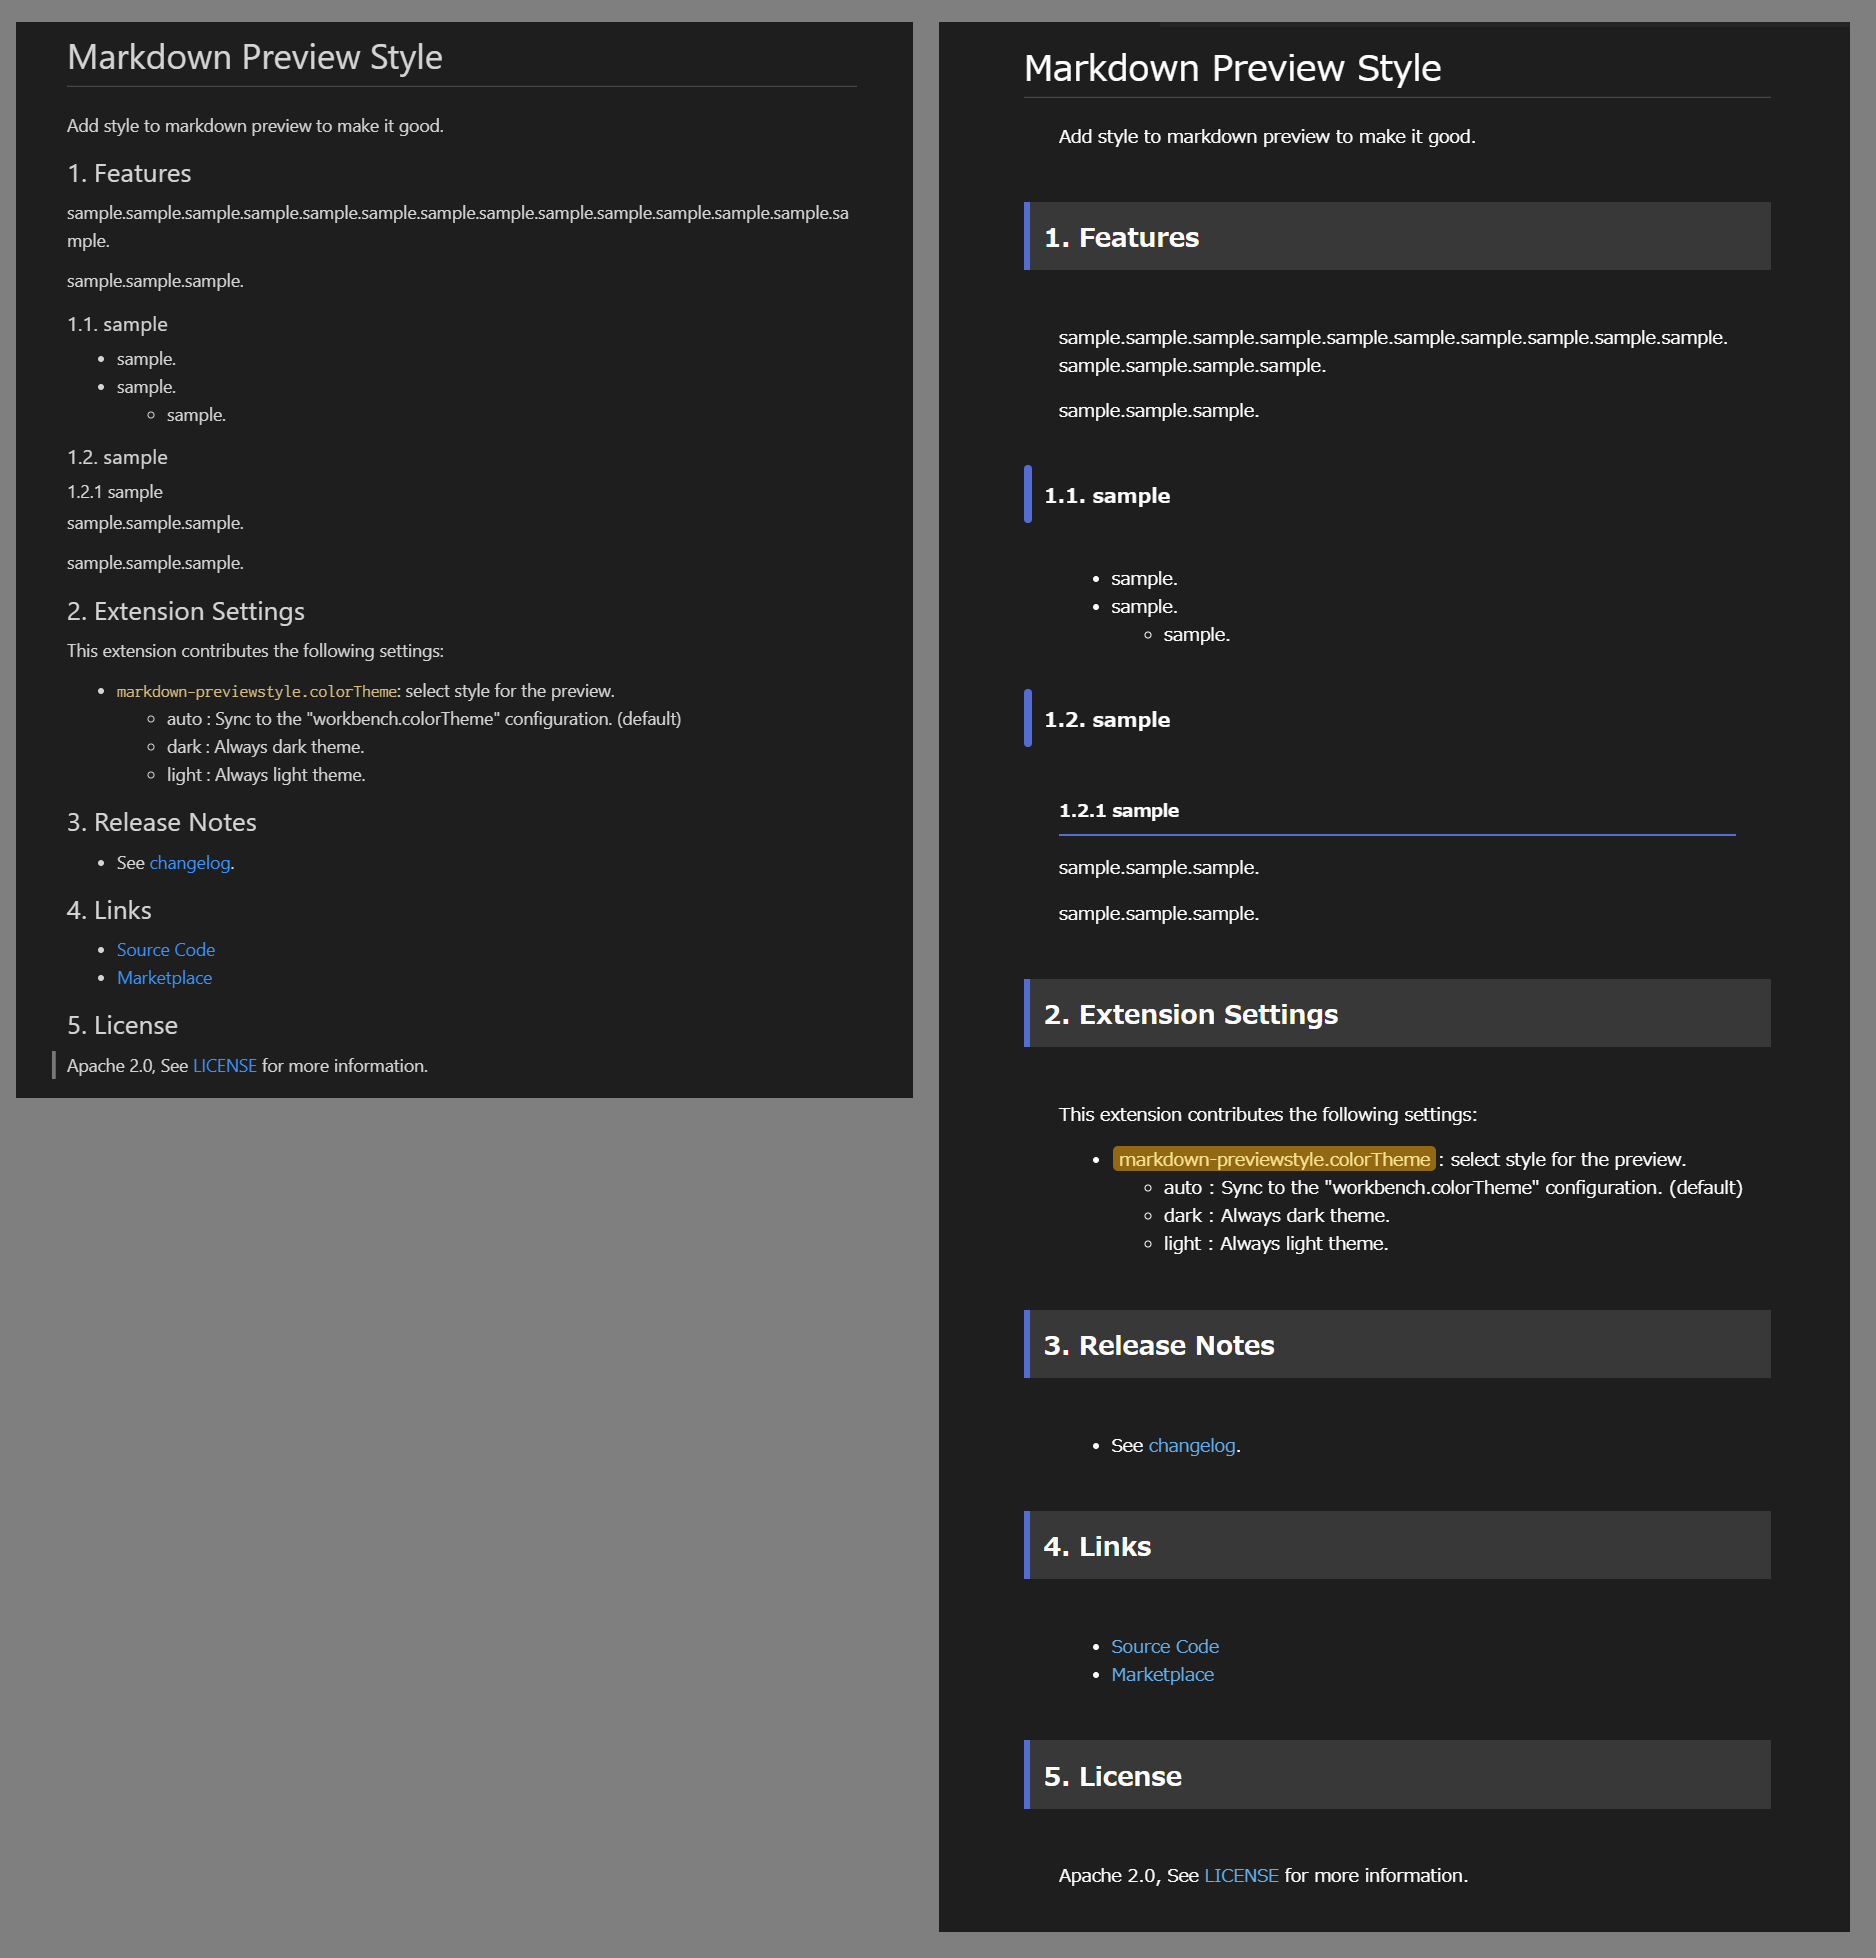 Markdown Preview Style
Add style to markdown preview to make it good.
1. Features
sample.sample.sample.sample.sample.sample.sample.sample.sample.sample.sample.sample.sample.sa
mple.
sample.sample.sample.
1.1. sample
• sample.
• sample.
◦ sample.
1.2. sample
1.2.1 sample
sample.sample.sample.
sample.sample.sample.
2. Extension Settings
This extension contributes the following settings:
• markdown-previewstyle.colorTheme: select style for the preview.
◦ auto : Sync to the "workbench.colorTheme" configuration. (default)
◦ dark : Always dark theme.
◦ light : Always light theme.
3. Release Notes
• See changelog.
4. Links
• Source Code
• Marketplace
5. License
Apache 2.0, See LICENSE for more information.
Markdown Preview Style
Add style to markdown preview to make it good.
1. Features
sample.sample.sample.sample.sample.sample.sample.sample.sample.sample.
sample.sample.sample.sample.
sample.sample.sample.
1.1. sample
• sample.
• sample.
◦ sample.
1.2. sample
1.2.1 sample
sample.sample.sample.
sample.sample.sample.
2. Extension Settings
This extension contributes the following settings:
• markdown-previewstyle.colorTheme : select style for the preview.
◦ auto : Sync to the "workbench.colorTheme" configuration. (default)
◦ dark : Always dark theme.
◦ light : Always light theme.
3. Release Notes
• See changelog.
4. Links
• Source Code
• Marketplace
5. License
Apache 2.0, See LICENSE for more information.